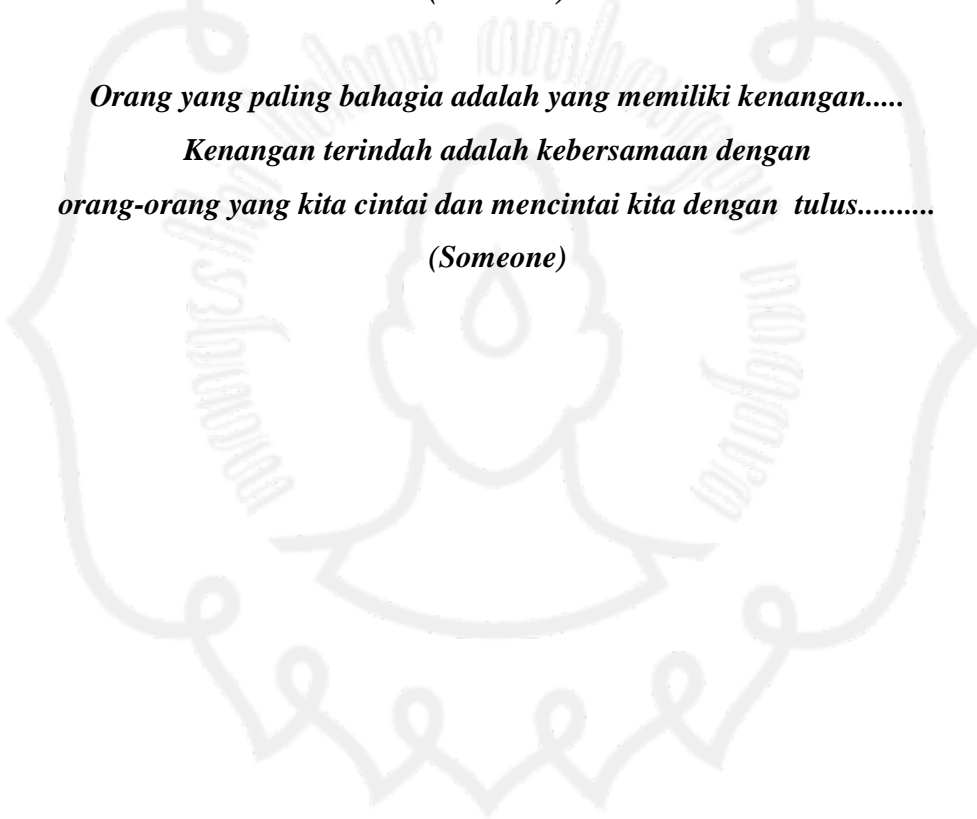 Orang yang paling bahagia adalah yang memiliki kenangan.....
Kenangan terindah adalah kebersamaan dengan
orang-orang yang kita cintai dan mencintai kita dengan  tulus..........
(Someone)